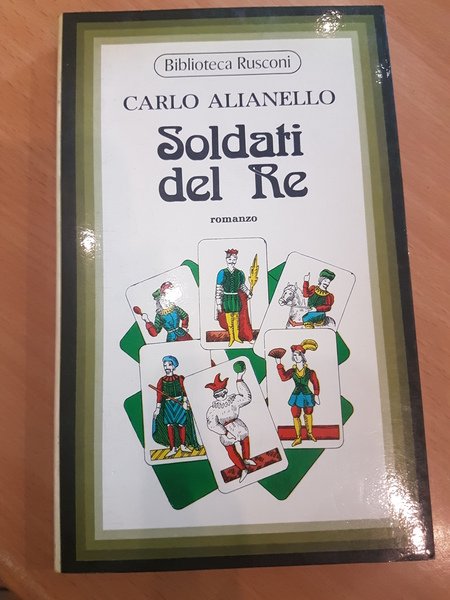 Biblioteca Rusconi
CARLO ALIANELLO
Soldati
del Re
romanzo